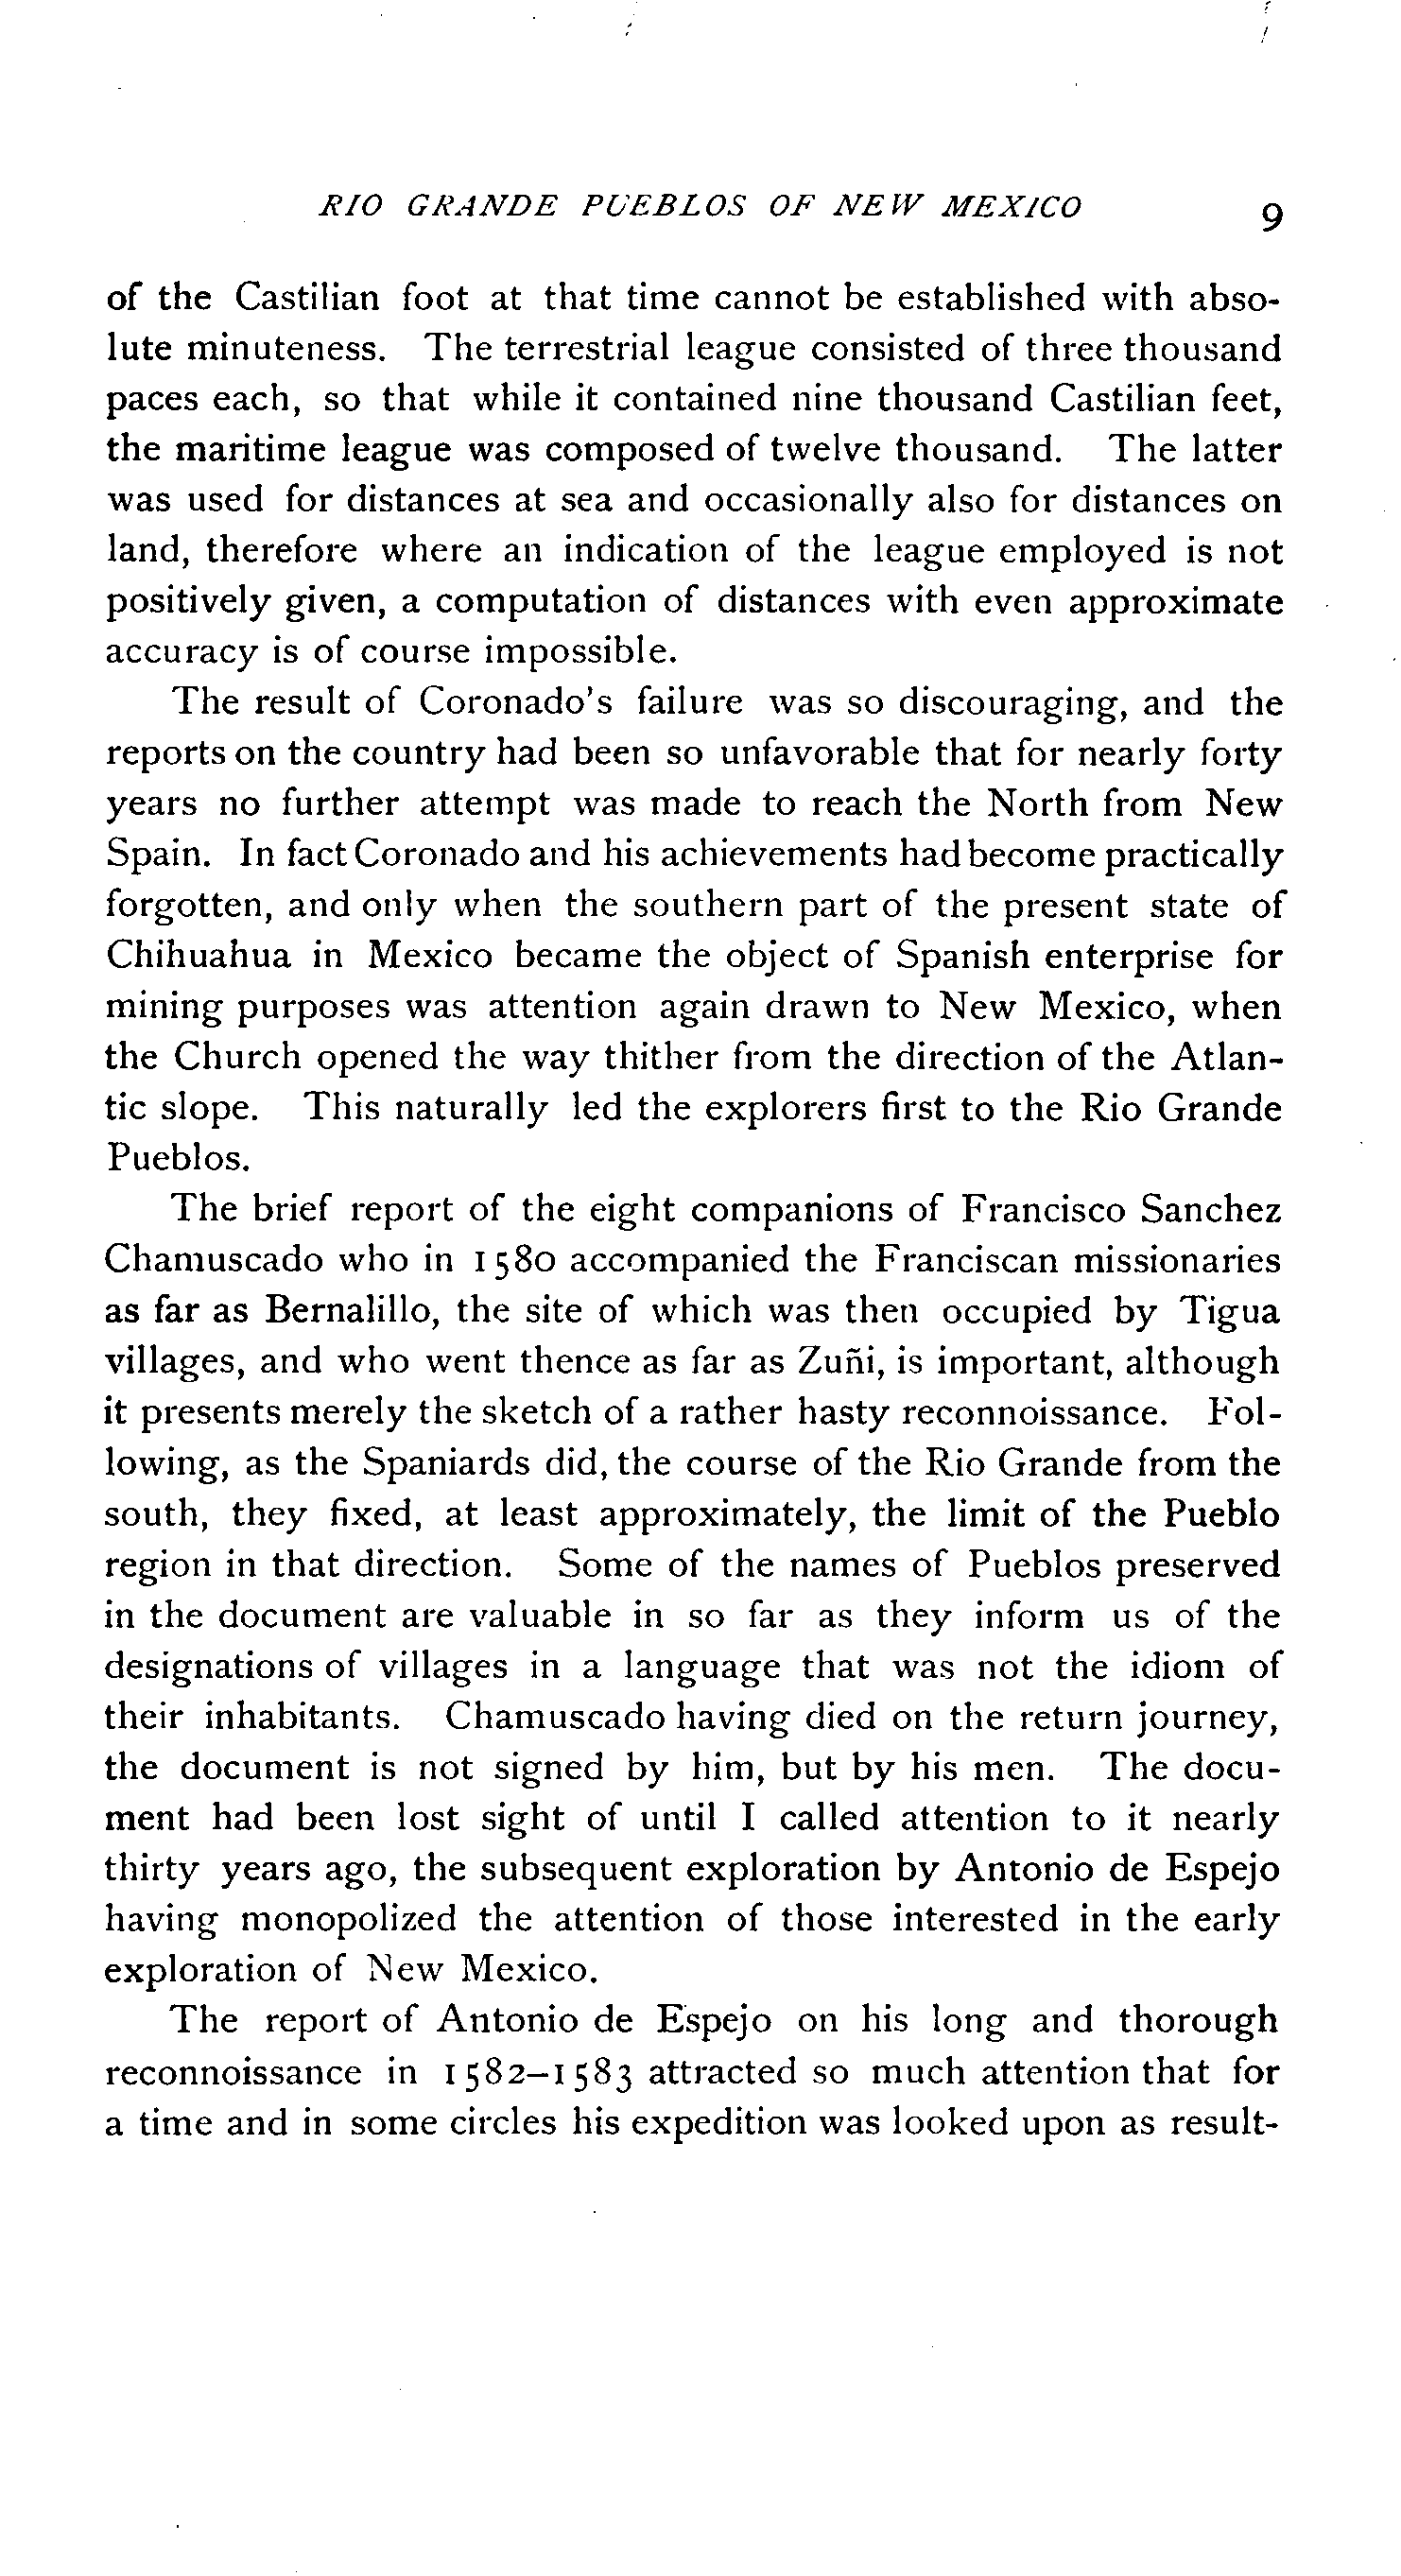 RIO GRANDE PUEBLOS OF NEW MEXICO 9
of the Castilian foot at that time cannot be established with abso-
lute minuteness. The terrestrial league consisted of three thousand
paces each, so that while it contained nine thousand Castilian feet,
the maritime league was composed of twelve thousand. The latter
was used for distances at sea and occasionally also for distances on
land, therefore where an indication of the league employed is not
positively given, a computation of distances with even approximate
accuracy is of course impossible.
The result of Coronado's failure was so discouraging, and the
reports on the country had been so unfavorable that for nearly forty
years no further attempt was made to reach the North from New
Spain. In fact Coronado and his achievements had become practically
forgotten, and only when the southern part of the present state of
Chihuahua in Mexico became the object of Spanish enterprise for
mining purposes was attention again drawn to New Mexico, when
the Church opened the way thither from the direction of the Atlan-
tic slope. This naturally led the explorers first to the Rio Grande
Pueblos.
The brief report of the eight companions of Francisco Sanchez
Chamuscado who in 1580 accompanied the Franciscan missionaries
as far as Bernalillo, the site of which was then occupied by Tigua
villages, and who went thence as far as Zuñi, is important, although
it presents merely the sketch of a rather hasty reconnoissance. Fol-
lowing, as the Spaniards did, the course of the Rio Grande from the
south, they fixed, at least approximately, the limit of the Pueblo
region in that direction. Some of the names of Pueblos preserved
in the document are valuable in so far as they inform us of the
designations of villages in a language that was not the idiom of
their inhabitants. Chamuscado having died on the return journey,
the document is not signed by him, but by his men. The docu-
ment had been lost sight of until I called attention to it nearly
thirty years ago, the subsequent exploration by Antonio de Espejo
having monopolized the attention of those interested in the early
exploration of New Mexico.
The report of Antonio de Espejo on his long and thorough
reconnoissance in 1582–1583 attracted so much attention that for
a time and in some circles his expedition was looked upon as result-